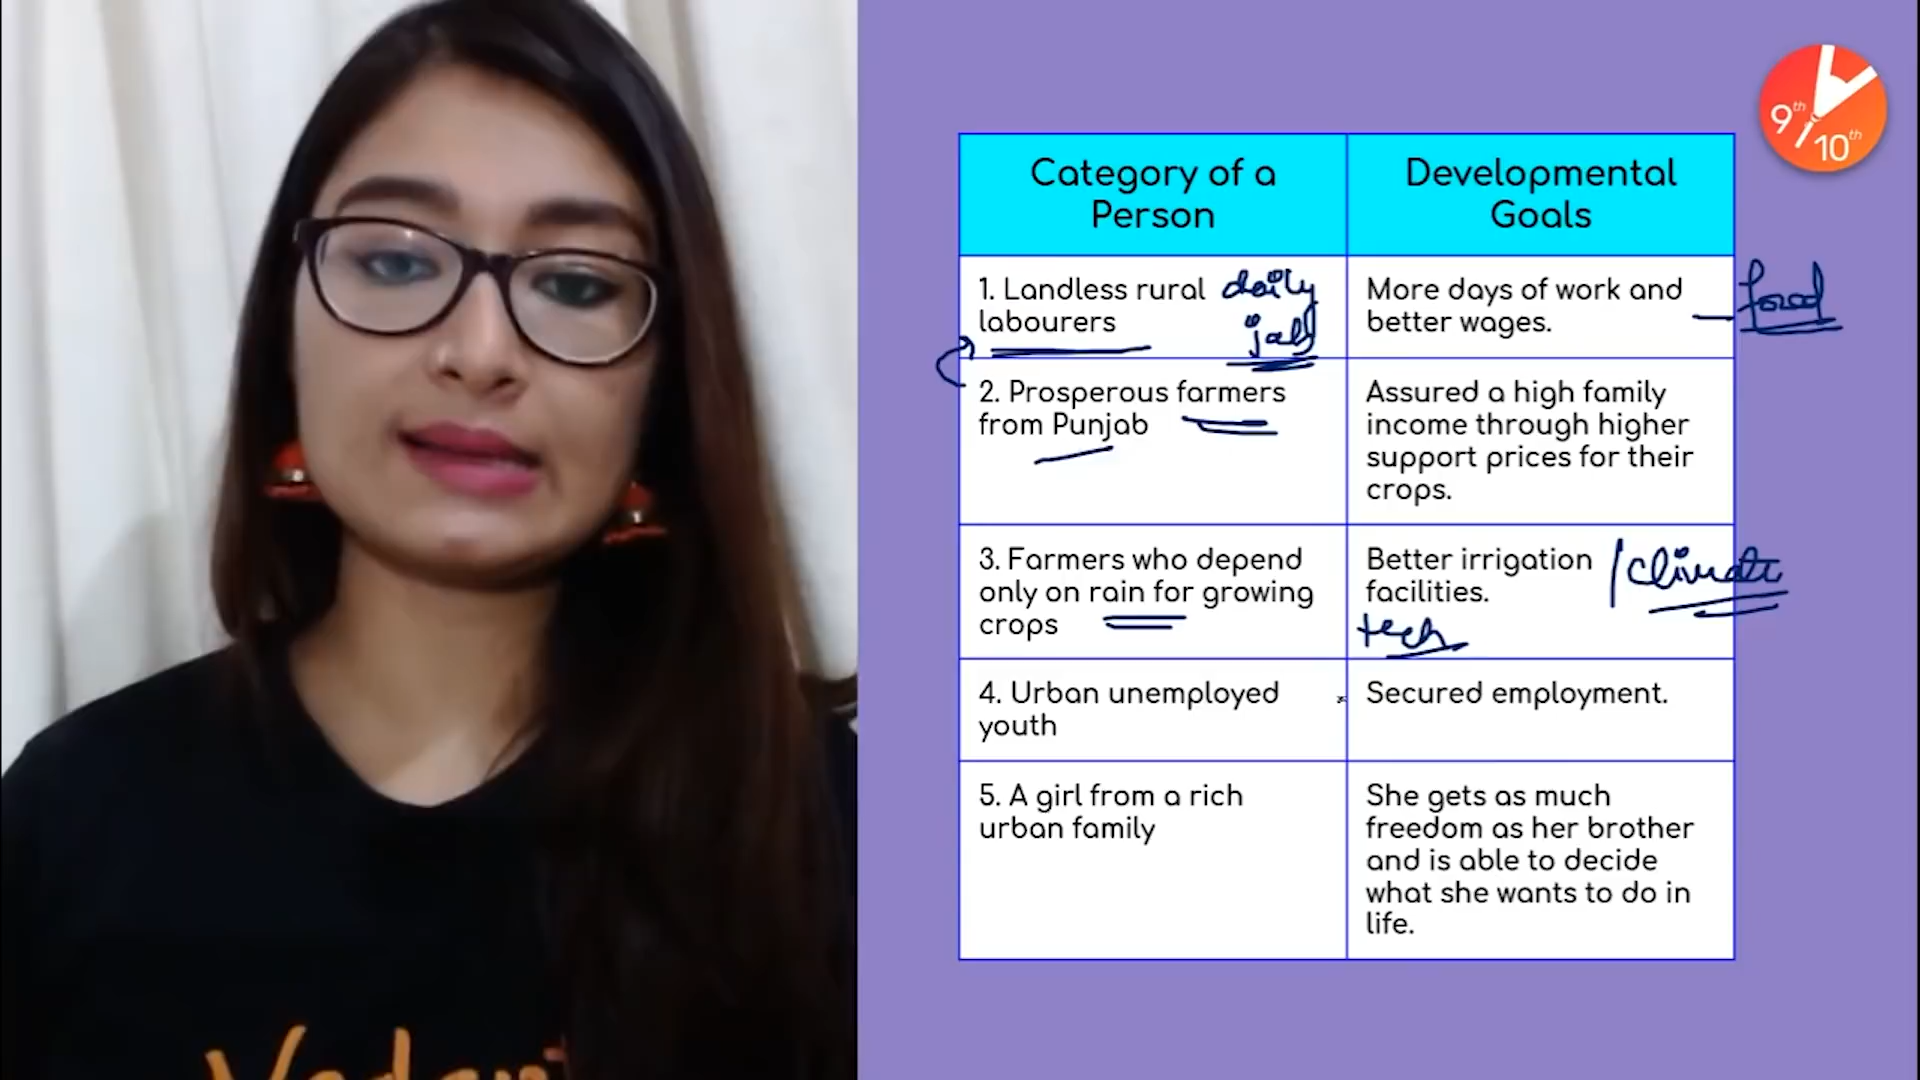 9th
10th
Category of a
Person
Developmental
Goals
1. Landless rural daily
labourers job
More days of work and
better wages.
food
2. Prosperous farmers
from Punjab
Assured a high family
income through higher
support prices for their
crops.
3. Farmers who depend
only on rain for growing
crops
Better irrigation / climate
facilities.
tech
4. Urban unemployed
youth
Secured employment.
5. A girl from a rich
urban family
She gets as much
freedom as her brother
and is able to decide
what she wants to do in
life.